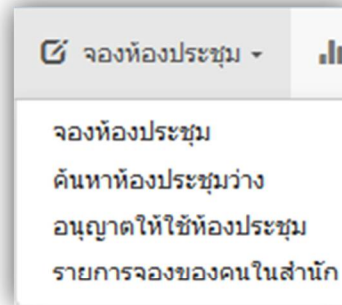 จองห้องประชุม
จองห้องประชุม
ค้นหาห้องประชุมว่าง
อนุญาตให้ใช้ห้องประชุม
รายการจองของคนในสำนัก